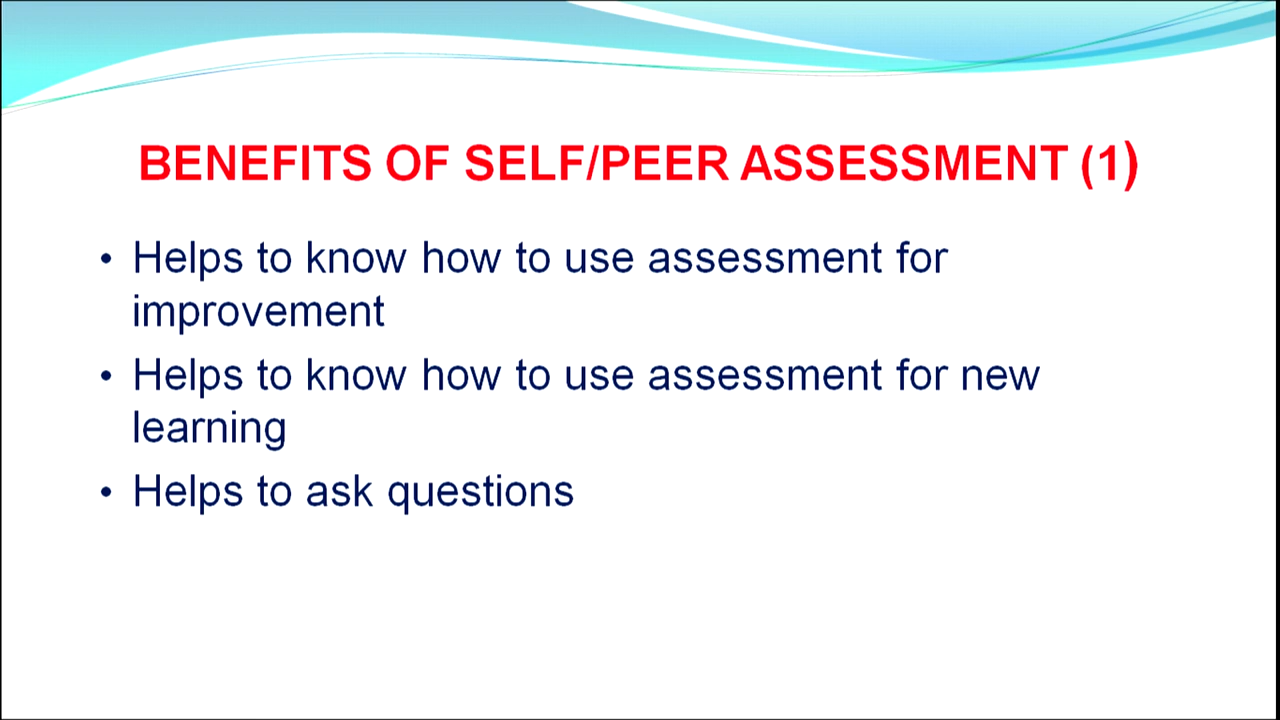 BENEFITS OF SELF/PEER ASSESSMENT (1)
• Helps to know how to use assessment for
improvement
• Helps to know how to use assessment for new
learning
• Helps to ask questions